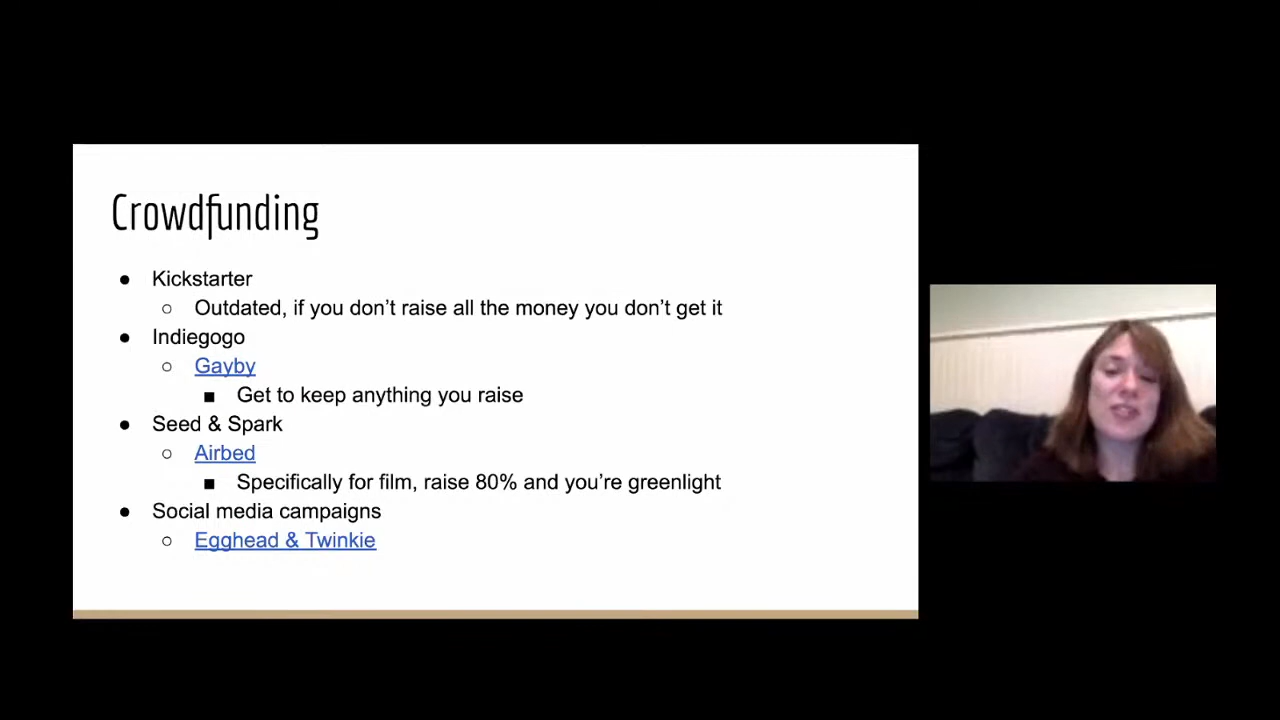 Crowdfunding
● Kickstarter
○ Outdated, if you don’t raise all the money you don’t get it
● Indiegogo
○ Gayby
■ Get to keep anything you raise
● Seed & Spark
○ Airbed
■ Specifically for film, raise 80% and you’re greenlight
● Social media campaigns
○ Egghead & Twinkie